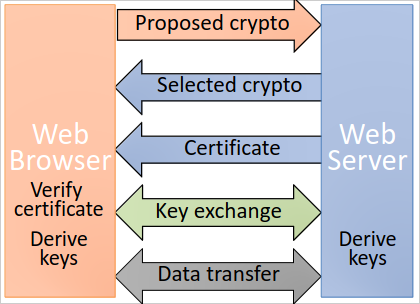 Proposed crypto
Selected crypto
Certificate
Web
Browser
Web
Server
Verify
certificate
Key exchange
Derive
keys
Derive
keys
Data transfer